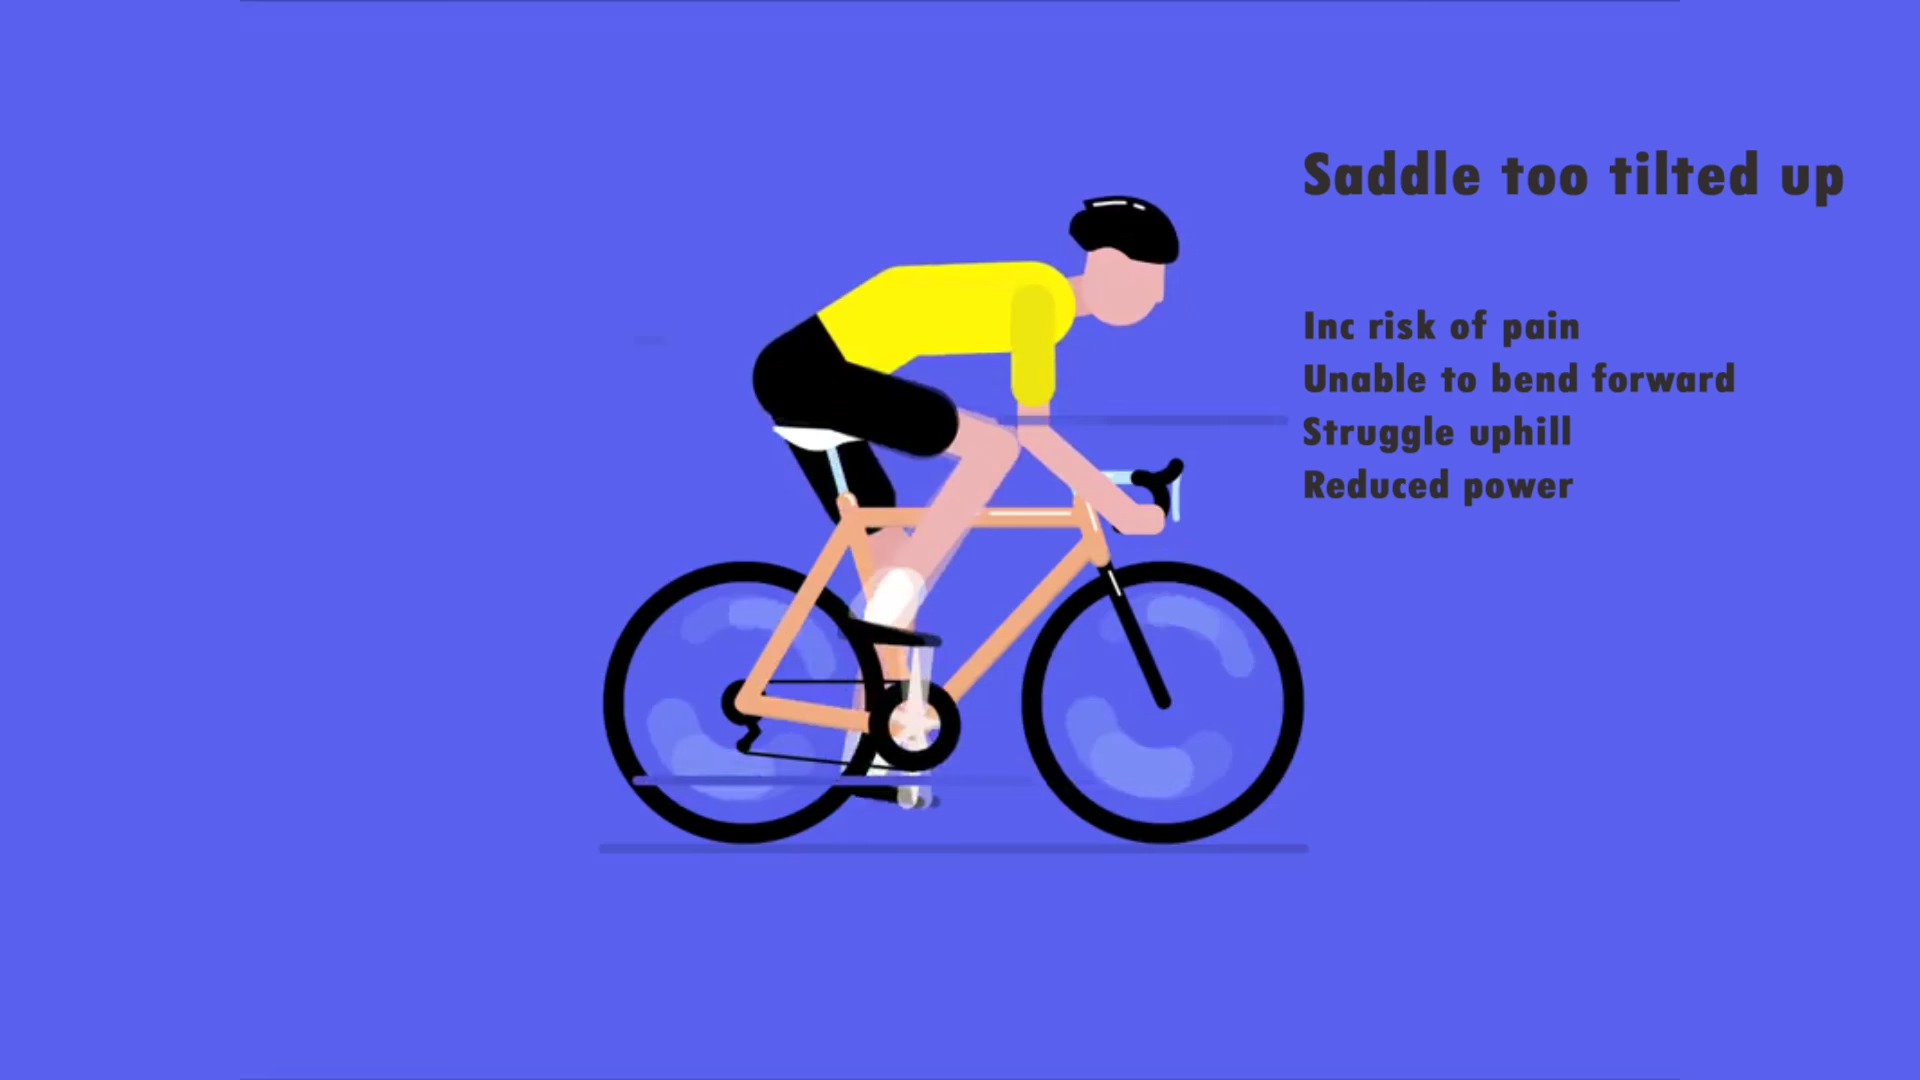 Saddle too tilted up
Inc risk of pain
Unable to bend forward
Struggle uphill
Reduced power